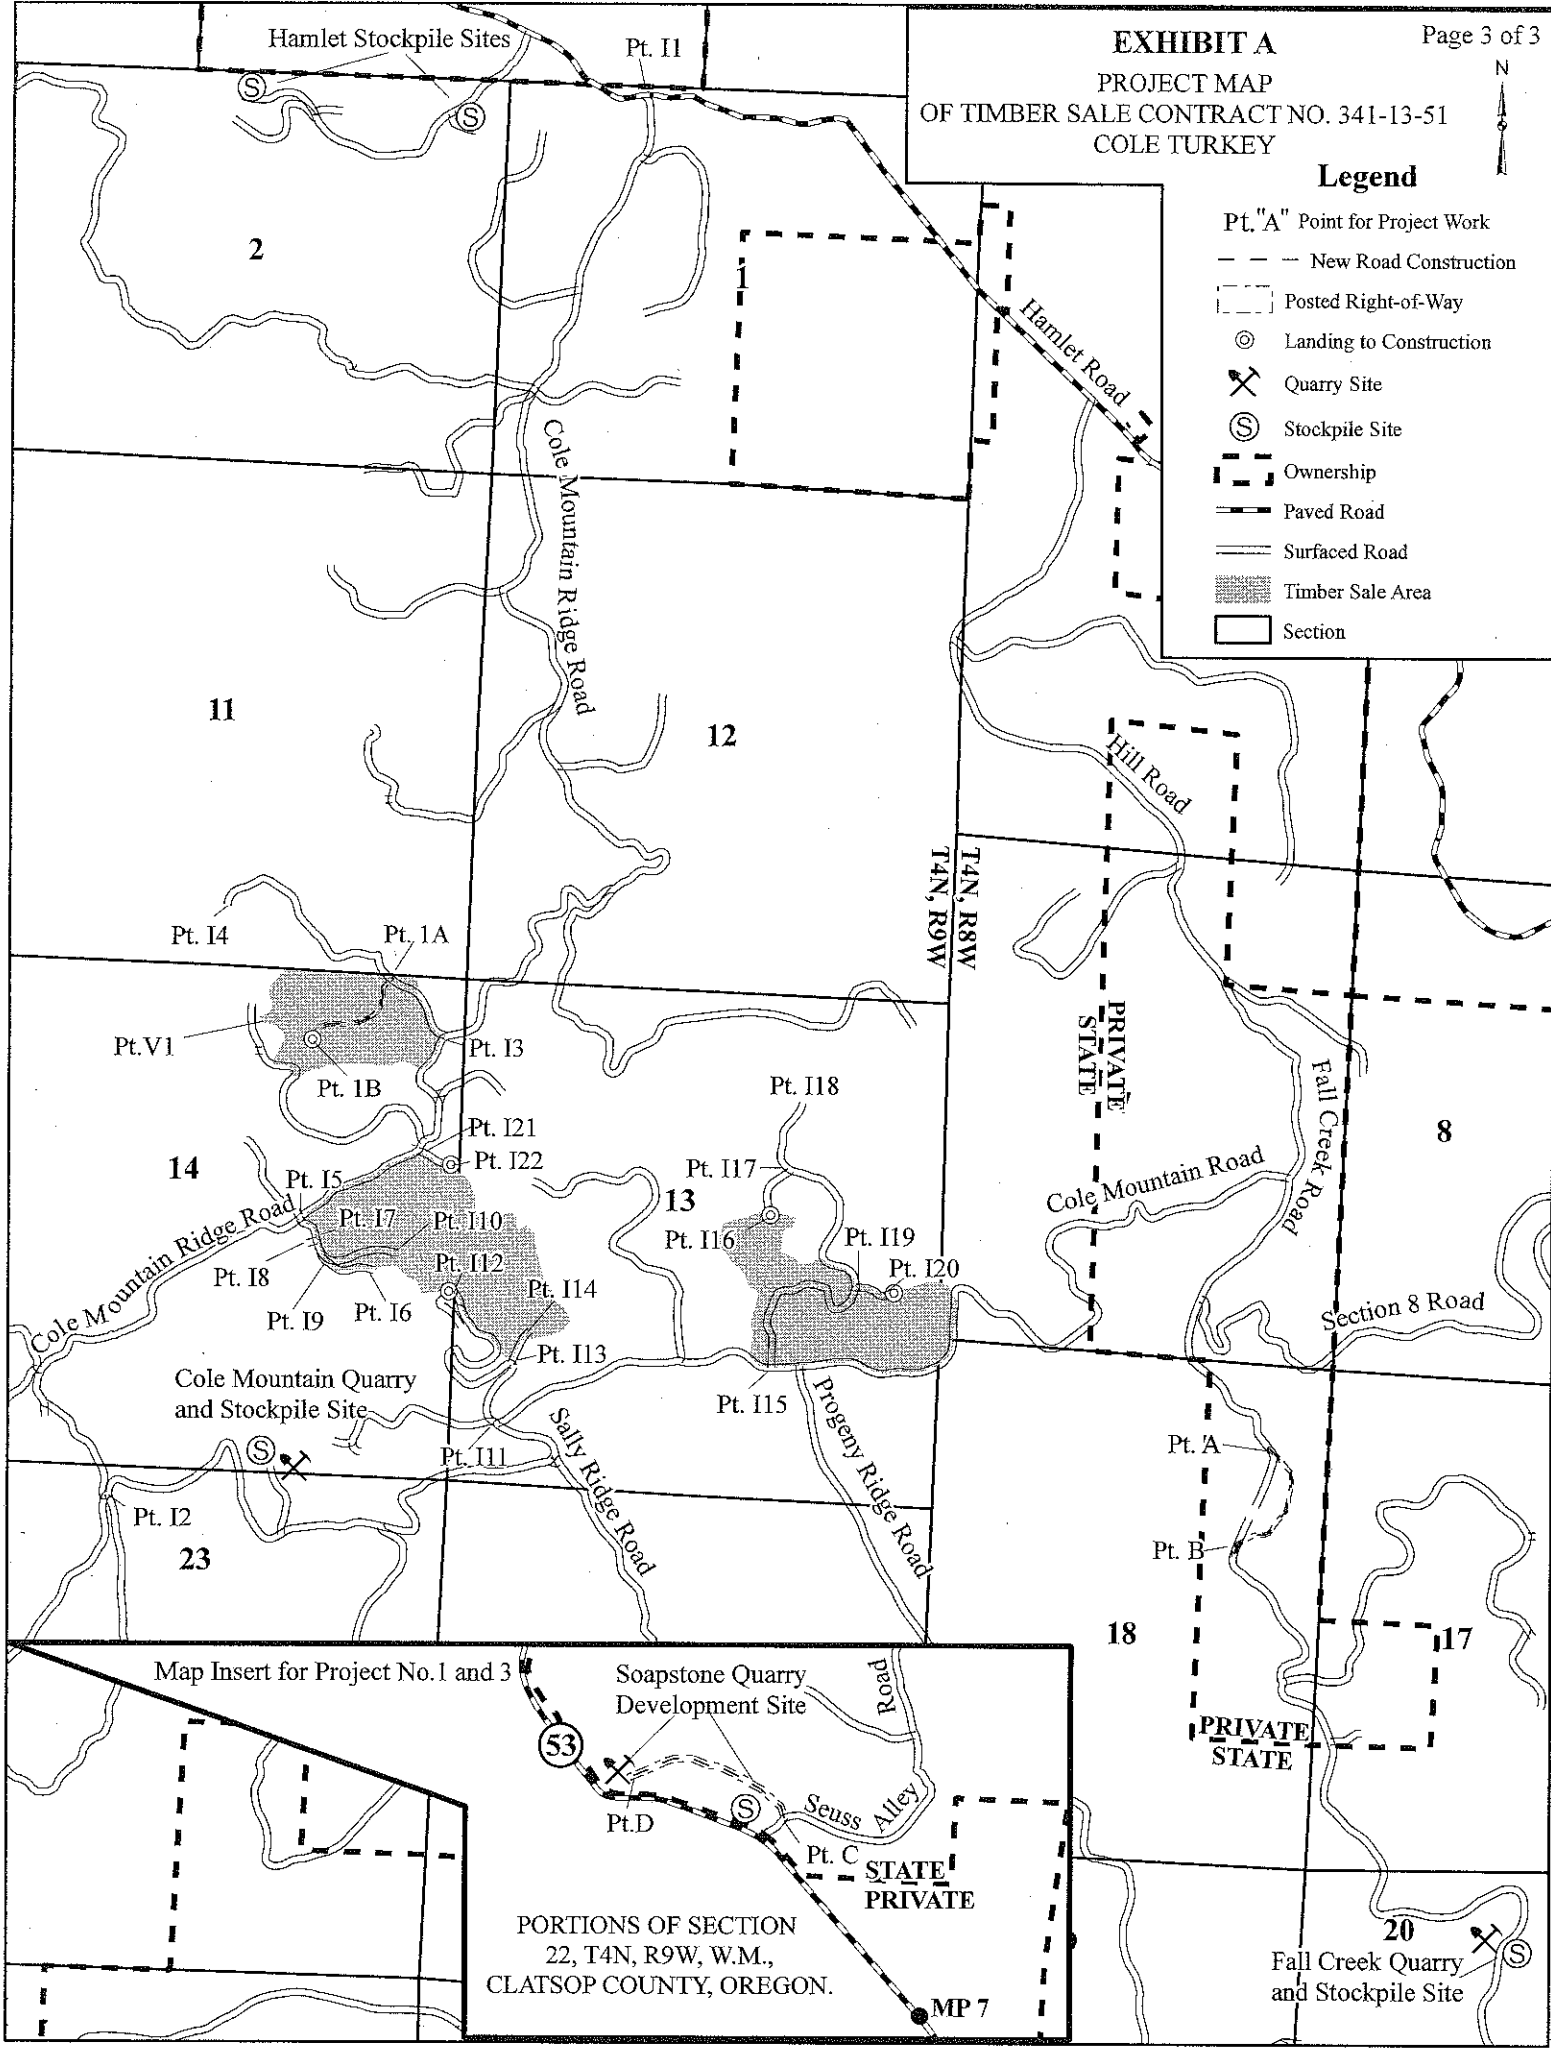 EXHIBIT A
Page 3 of 3
PROJECT MAP
OF TIMBER SALE CONTRACT NO. 341-13-51
COLE TURKEY
N
Legend
Pt."A" Point for Project Work
New Road Construction
Posted Right-of-Way
Landing to Construction
Quarry Site
S Stockpile Site
Ownership
Paved Road
Surfaced Road
Timber Sale Area
Section
Hamlet Stockpile Sites
Pt. I1
S
S
2
1
Hamlet Road
Cole Mountain Ridge Road
11
12
Hill Road
T4N, R9W
T4N, R8W
Pt. I4
Pt. 1A
Pt.V1
Pt. I3
Pt. 1B
PRIVATE
STATE
Fall Creek Road
8
Pt. I18
Pt. I21
Pt. I22
14
Pt. I5
Pt. I17
13
Cole Mountain Road
Cole Mountain Ridge Road
Pt. I7
Pt. I10
Pt. I16
Pt. I19
Pt. I8
Pt. I12
Pt. I20
Pt. I9
Pt. I6
Pt. I14
Section 8 Road
Pt. I13
Cole Mountain Quarry
and Stockpile Site
Pt. I15
Progeny Ridge Road
Sally Ridge Road
S
Pt. I11
Pt. A
Pt. I2
23
Pt. B
18
17
PRIVATE
STATE
Map Insert for Project No.1 and 3
Soapstone Quarry
Development Site
Road
53
Pt.D
S
Seuss Alley
Pt. C
STATE
PRIVATE
PORTIONS OF SECTION
22, T4N, R9W, W.M.,
CLATSOP COUNTY, OREGON.
MP 7
20
Fall Creek Quarry
and Stockpile Site
S